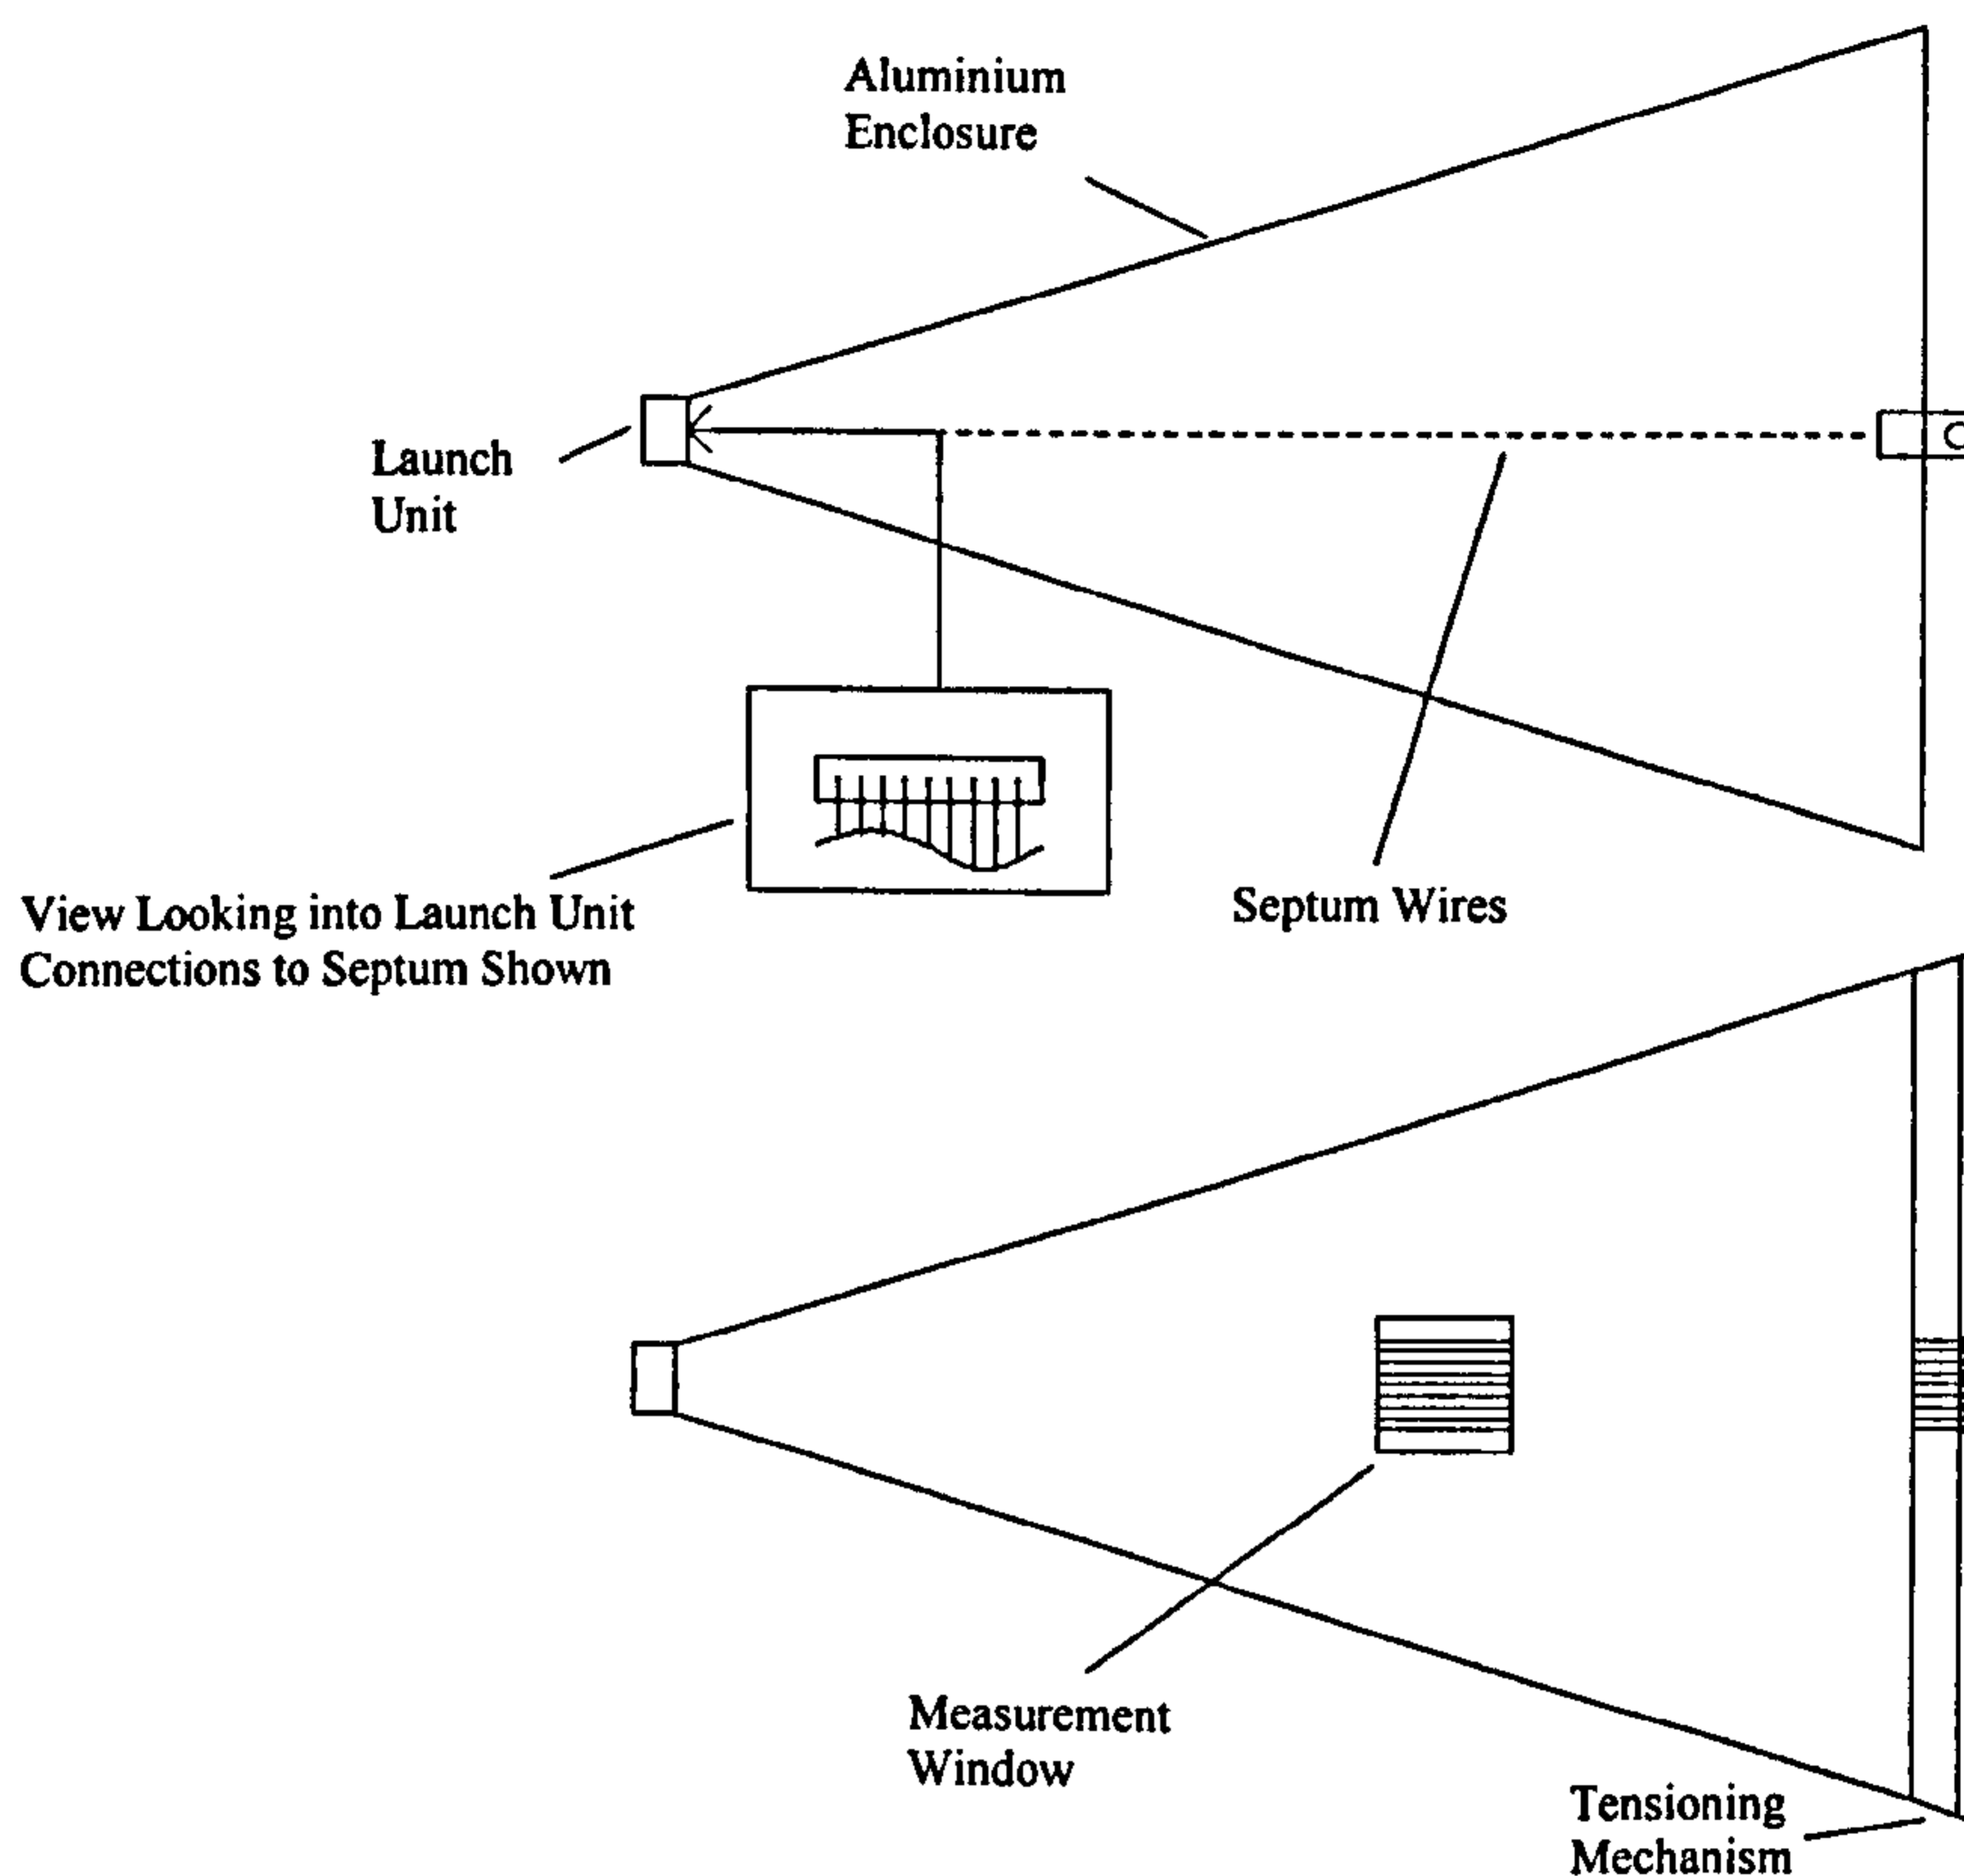 Aluminium
Enclosure
Launch
Unit
View Looking into Launch Unit
Connections to Septum Shown
Septum Wires
Measurement
Window
Tensioning
Mechanism